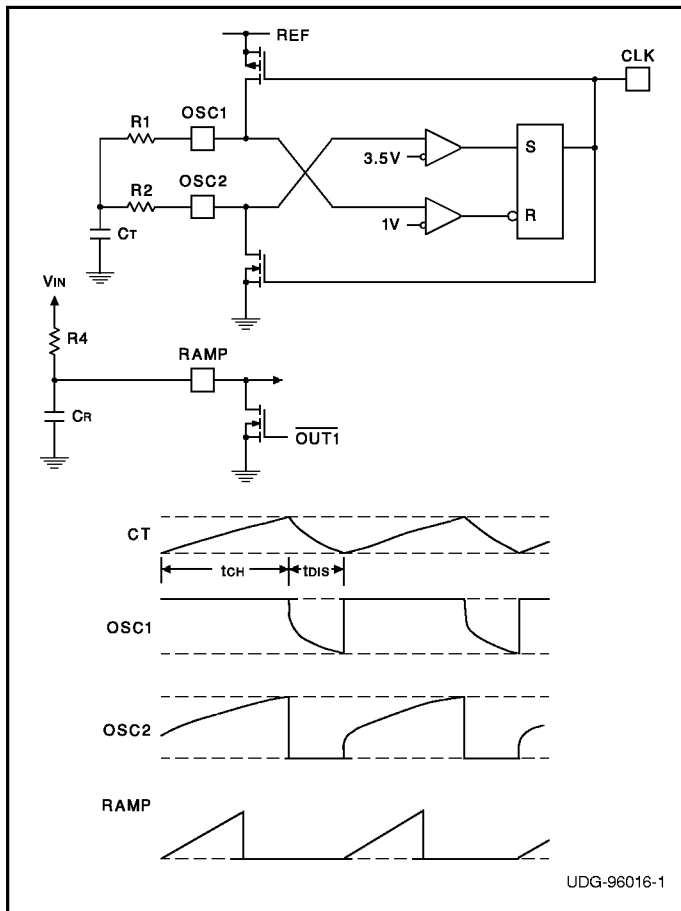 REF
CLK
OSC1
R1
S
3.5V
OSC2
R2
R
1V
CT
VIN
R4
RAMP
CR
OUT1
CT
tCH
tDIS
OSC1
OSC2
RAMP
UDG-96016-1